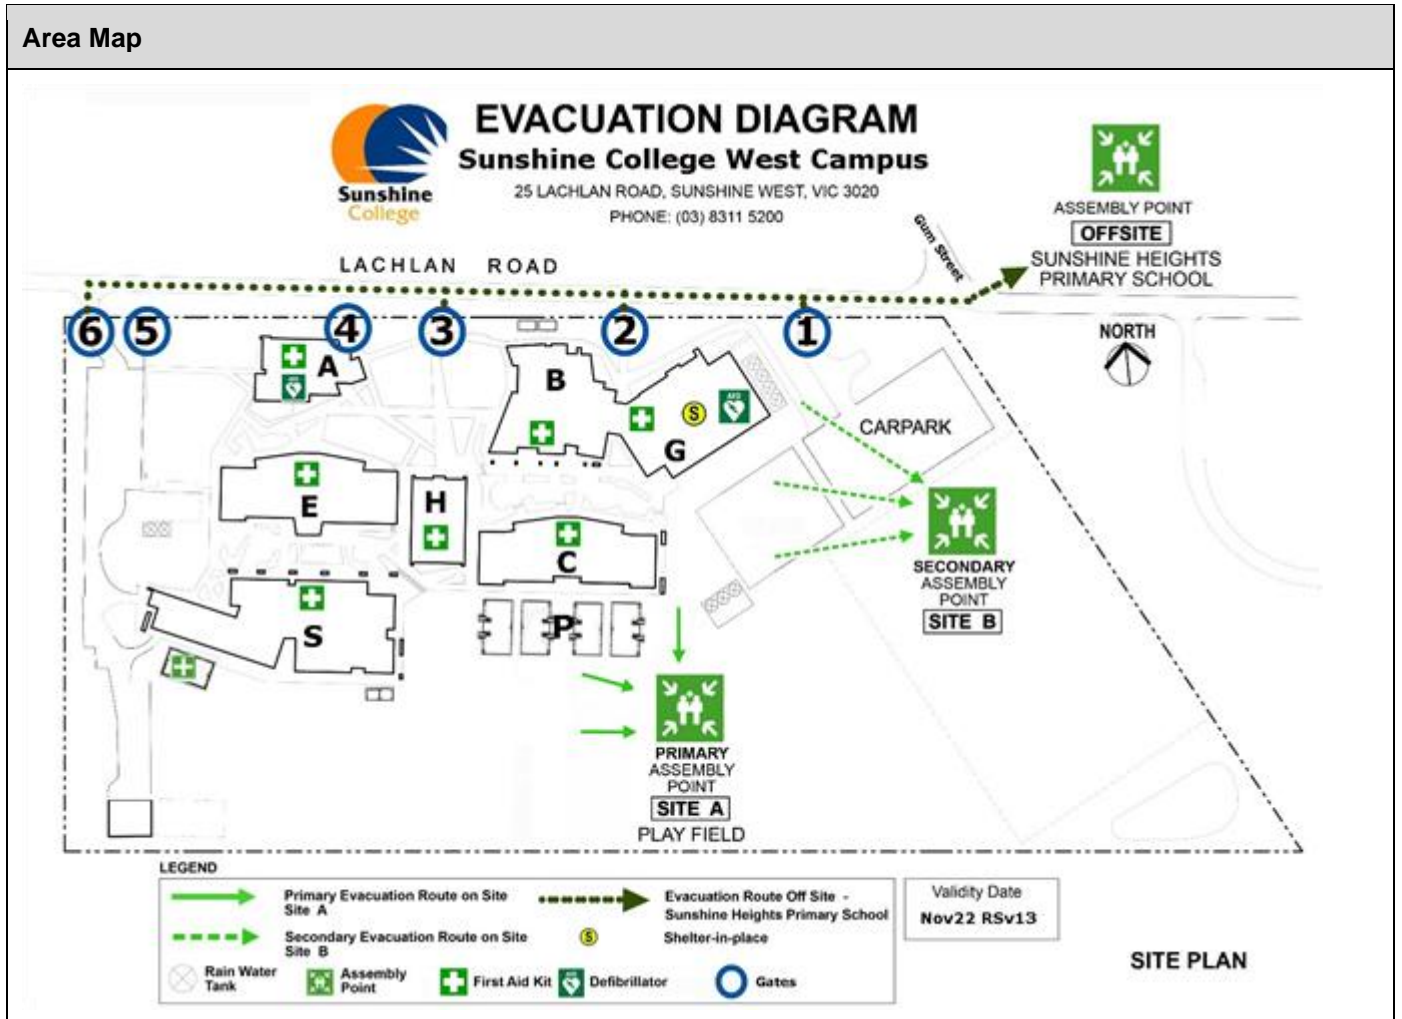 Area Map
EVACUATION DIAGRAM
Sunshine College West Campus
25 LACHLAN ROAD, SUNSHINE WEST, VIC 3020
PHONE: (03) 8311 5200
Sunshine
College
ASSEMBLY POINT
OFFSITE
SUNSHINE HEIGHTS
PRIMARY SCHOOL
Gum Street
LACHLAN ROAD
6
5
4
3
2
1
NORTH
A
AED
B
G
S
AED
CARPARK
E
H
C
SECONDARY
ASSEMBLY
POINT
SITE B
S
P
PRIMARY
ASSEMBLY
POINT
SITE A
PLAY FIELD
LEGEND
Primary Evacuation Route on Site
Site A
Evacuation Route Off Site -
Sunshine Heights Primary School
Secondary Evacuation Route on Site
Site B
S
Shelter-in-place
Rain Water
Tank
Assembly
Point
First Aid Kit
AED
Defibrillator
Gates
Validity Date
Nov22 RSv13
SITE PLAN